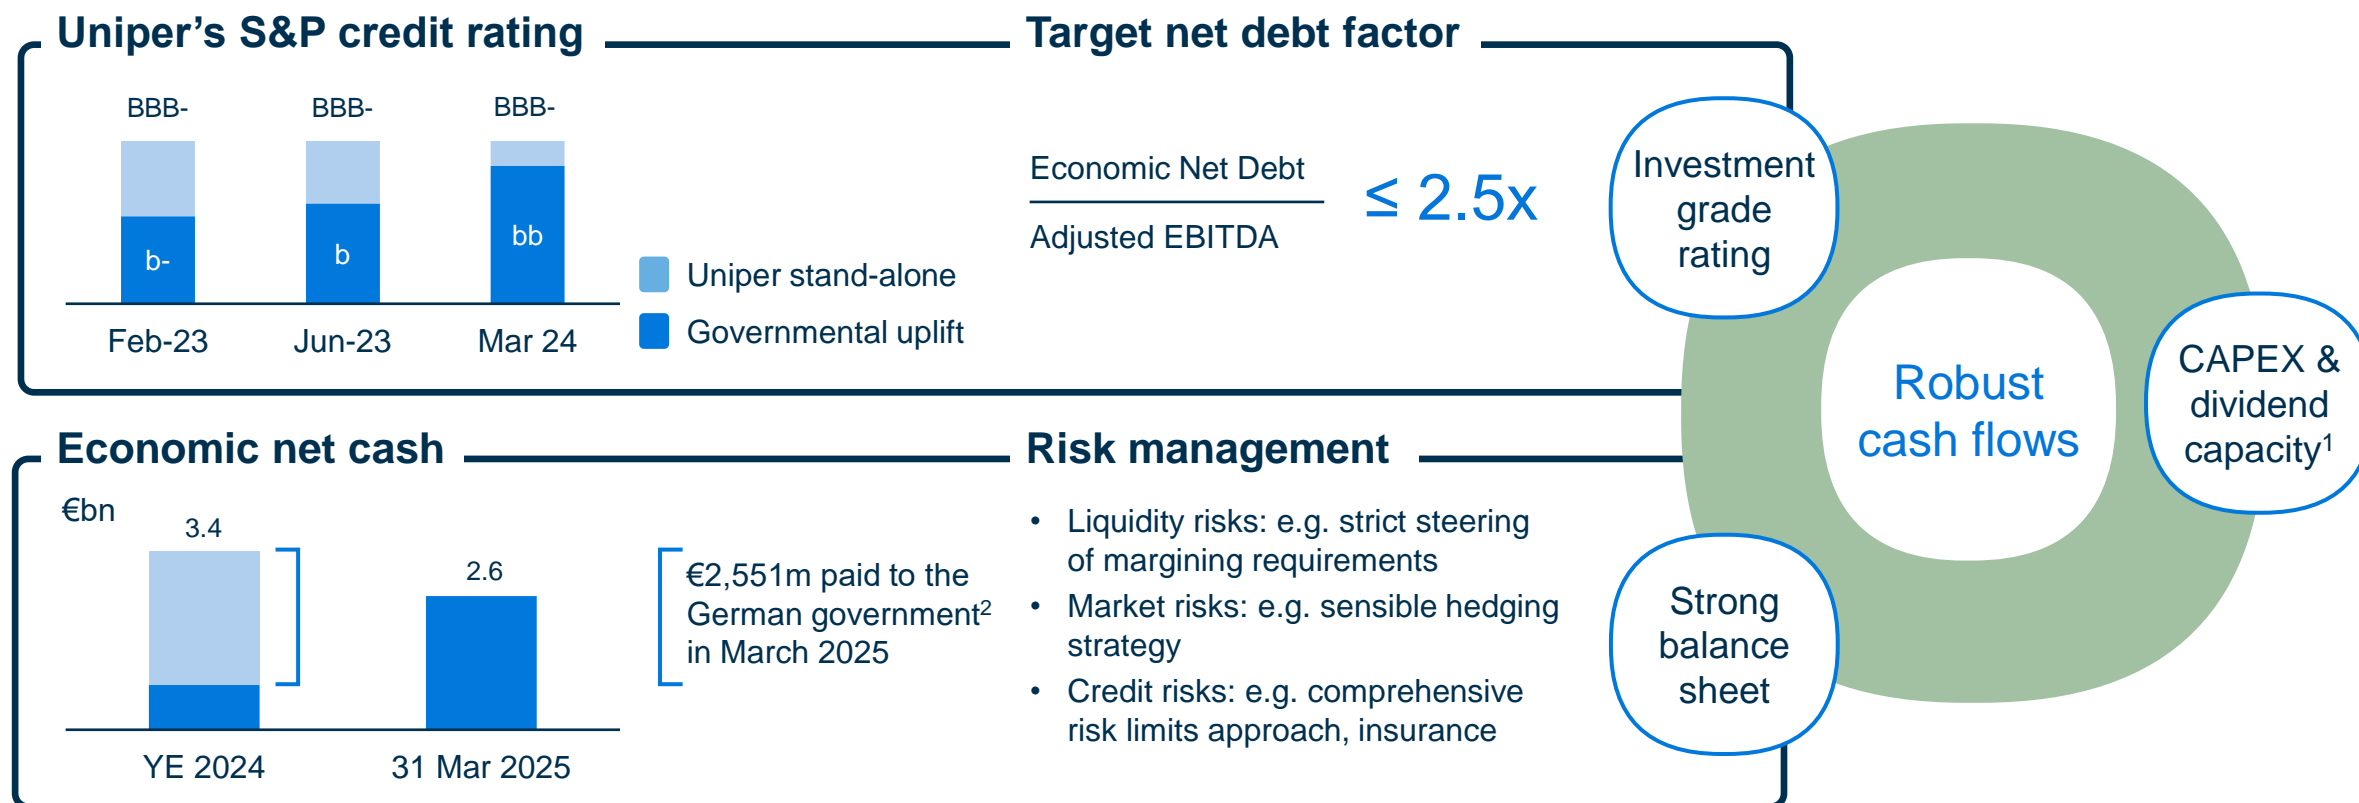 Uniper's S&P credit rating
BBB-
BBB-
BBB-
b-
b
bb
Feb-23
Jun-23
Mar 24
Uniper stand-alone
Governmental uplift
Target net debt factor
Economic Net Debt
Adjusted EBITDA
≤ 2.5x
Economic net cash
€bn
3.4
2.6
YE 2024
31 Mar 2025
€2,551m paid to the
German government²
in March 2025
Risk management
• Liquidity risks: e.g. strict steering
of margining requirements
• Market risks: e.g. sensible hedging
strategy
• Credit risks: e.g. comprehensive
risk limits approach, insurance
Investment
grade
rating
Robust
cash flows
CAPEX &
dividend
capacity¹
Strong
balance
sheet